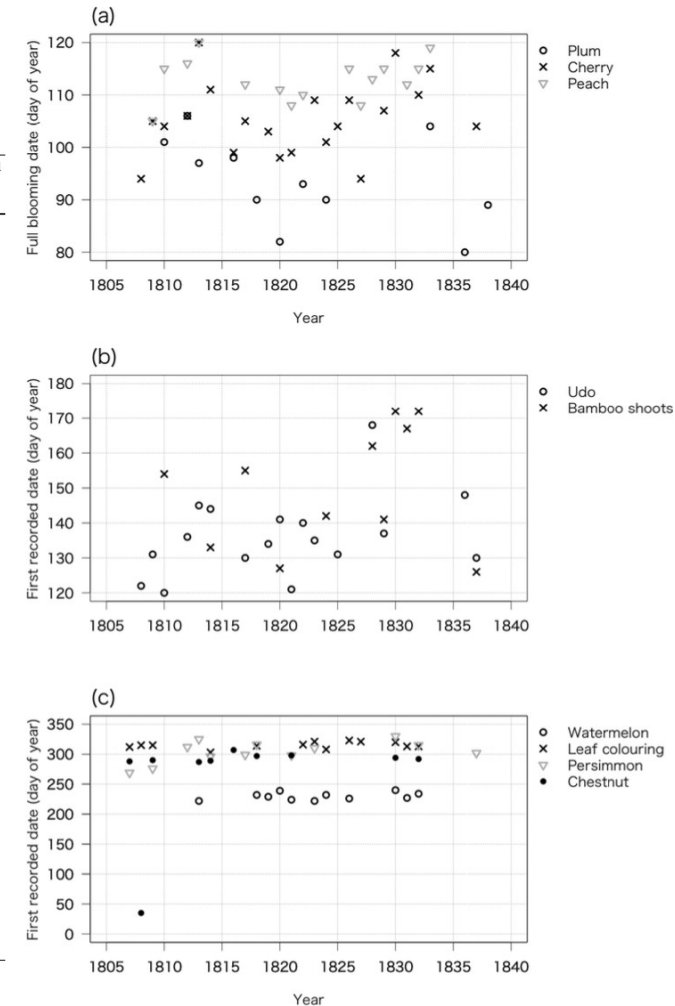 (a)
120
110
100
90
80
Full blooming date (day of year)
1805 1810 1815 1820 1825 1830 1835 1840
Year
Plum
Cherry
Peach
(b)
180
170
160
150
140
130
120
First recorded date (day of year)
1805 1810 1815 1820 1825 1830 1835 1840
Udo
Bamboo shoots
(c)
350
300
250
200
150
100
50
0
First recorded date (day of year)
1805 1810 1815 1820 1825 1830 1835 1840
Year
Watermelon
Leaf colouring
Persimmon
Chestnut